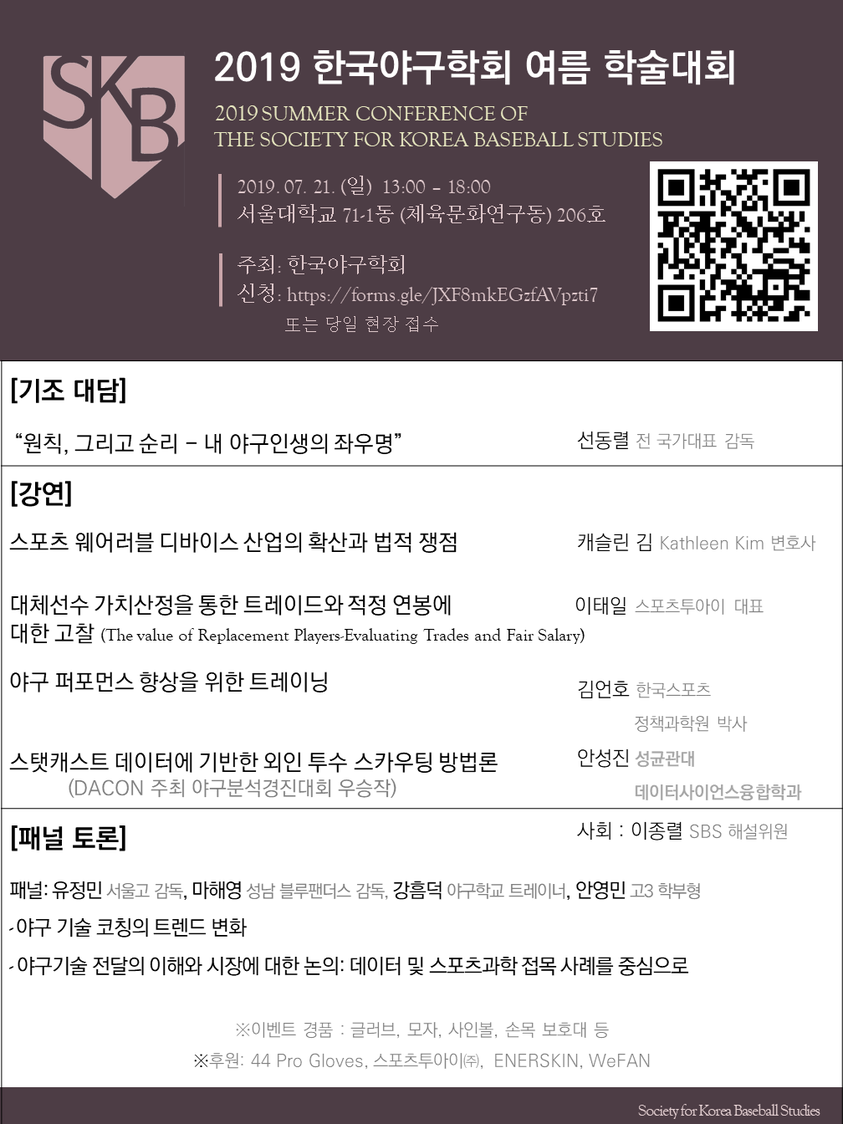 SKB
2019 한국야구학회 여름 학술대회
2019 SUMMER CONFERENCE OF
THE SOCIETY FOR KOREA BASEBALL STUDIES
2019. 07. 21. (일) 13:00 – 18:00
서울대학교 71-1동 (체육문화연구동) 206호
주최: 한국야구학회
신청: https://forms.gle/JXF8mkEGzfAVpzti7
또는 당일 현장 접수
[기조 대담]
“원칙, 그리고 순리 – 내 야구인생의 좌우명” 선동렬 전 국가대표 감독
[강연]
스포츠 웨어러블 디바이스 산업의 확산과 법적 쟁점 캐슬린 김 Kathleen Kim 변호사
대체선수 가치산정을 통한 트레이드와 적정 연봉에 이태일 스포츠투아이 대표
대한 고찰 (The value of Replacement Players-Evaluating Trades and Fair Salary)
야구 퍼포먼스 향상을 위한 트레이닝 김언호 한국스포츠
정책과학원 박사
스탯캐스트 데이터에 기반한 외인 투수 스카우팅 방법론 안성진 성균관대
(DACON 주최 야구분석경진대회 우승작) 데이터사이언스융합학과
[패널 토론] 사회 : 이종렬 SBS 해설위원
패널: 유정민 서울고 감독, 마해영 성남 블루팬더스 감독, 강흠덕 야구학교 트레이너, 안영민 고3 학부형
-야구 기술 코칭의 트렌드 변화
-야구기술 전달의 이해와 시장에 대한 논의: 데이터 및 스포츠과학 접목 사례를 중심으로
※이벤트 경품 : 글러브, 모자, 사인볼, 손목 보호대 등
※후원: 44 Pro Gloves, 스포츠투아이㈜, ENERSKIN, WeFAN
Society for Korea Baseball Studies